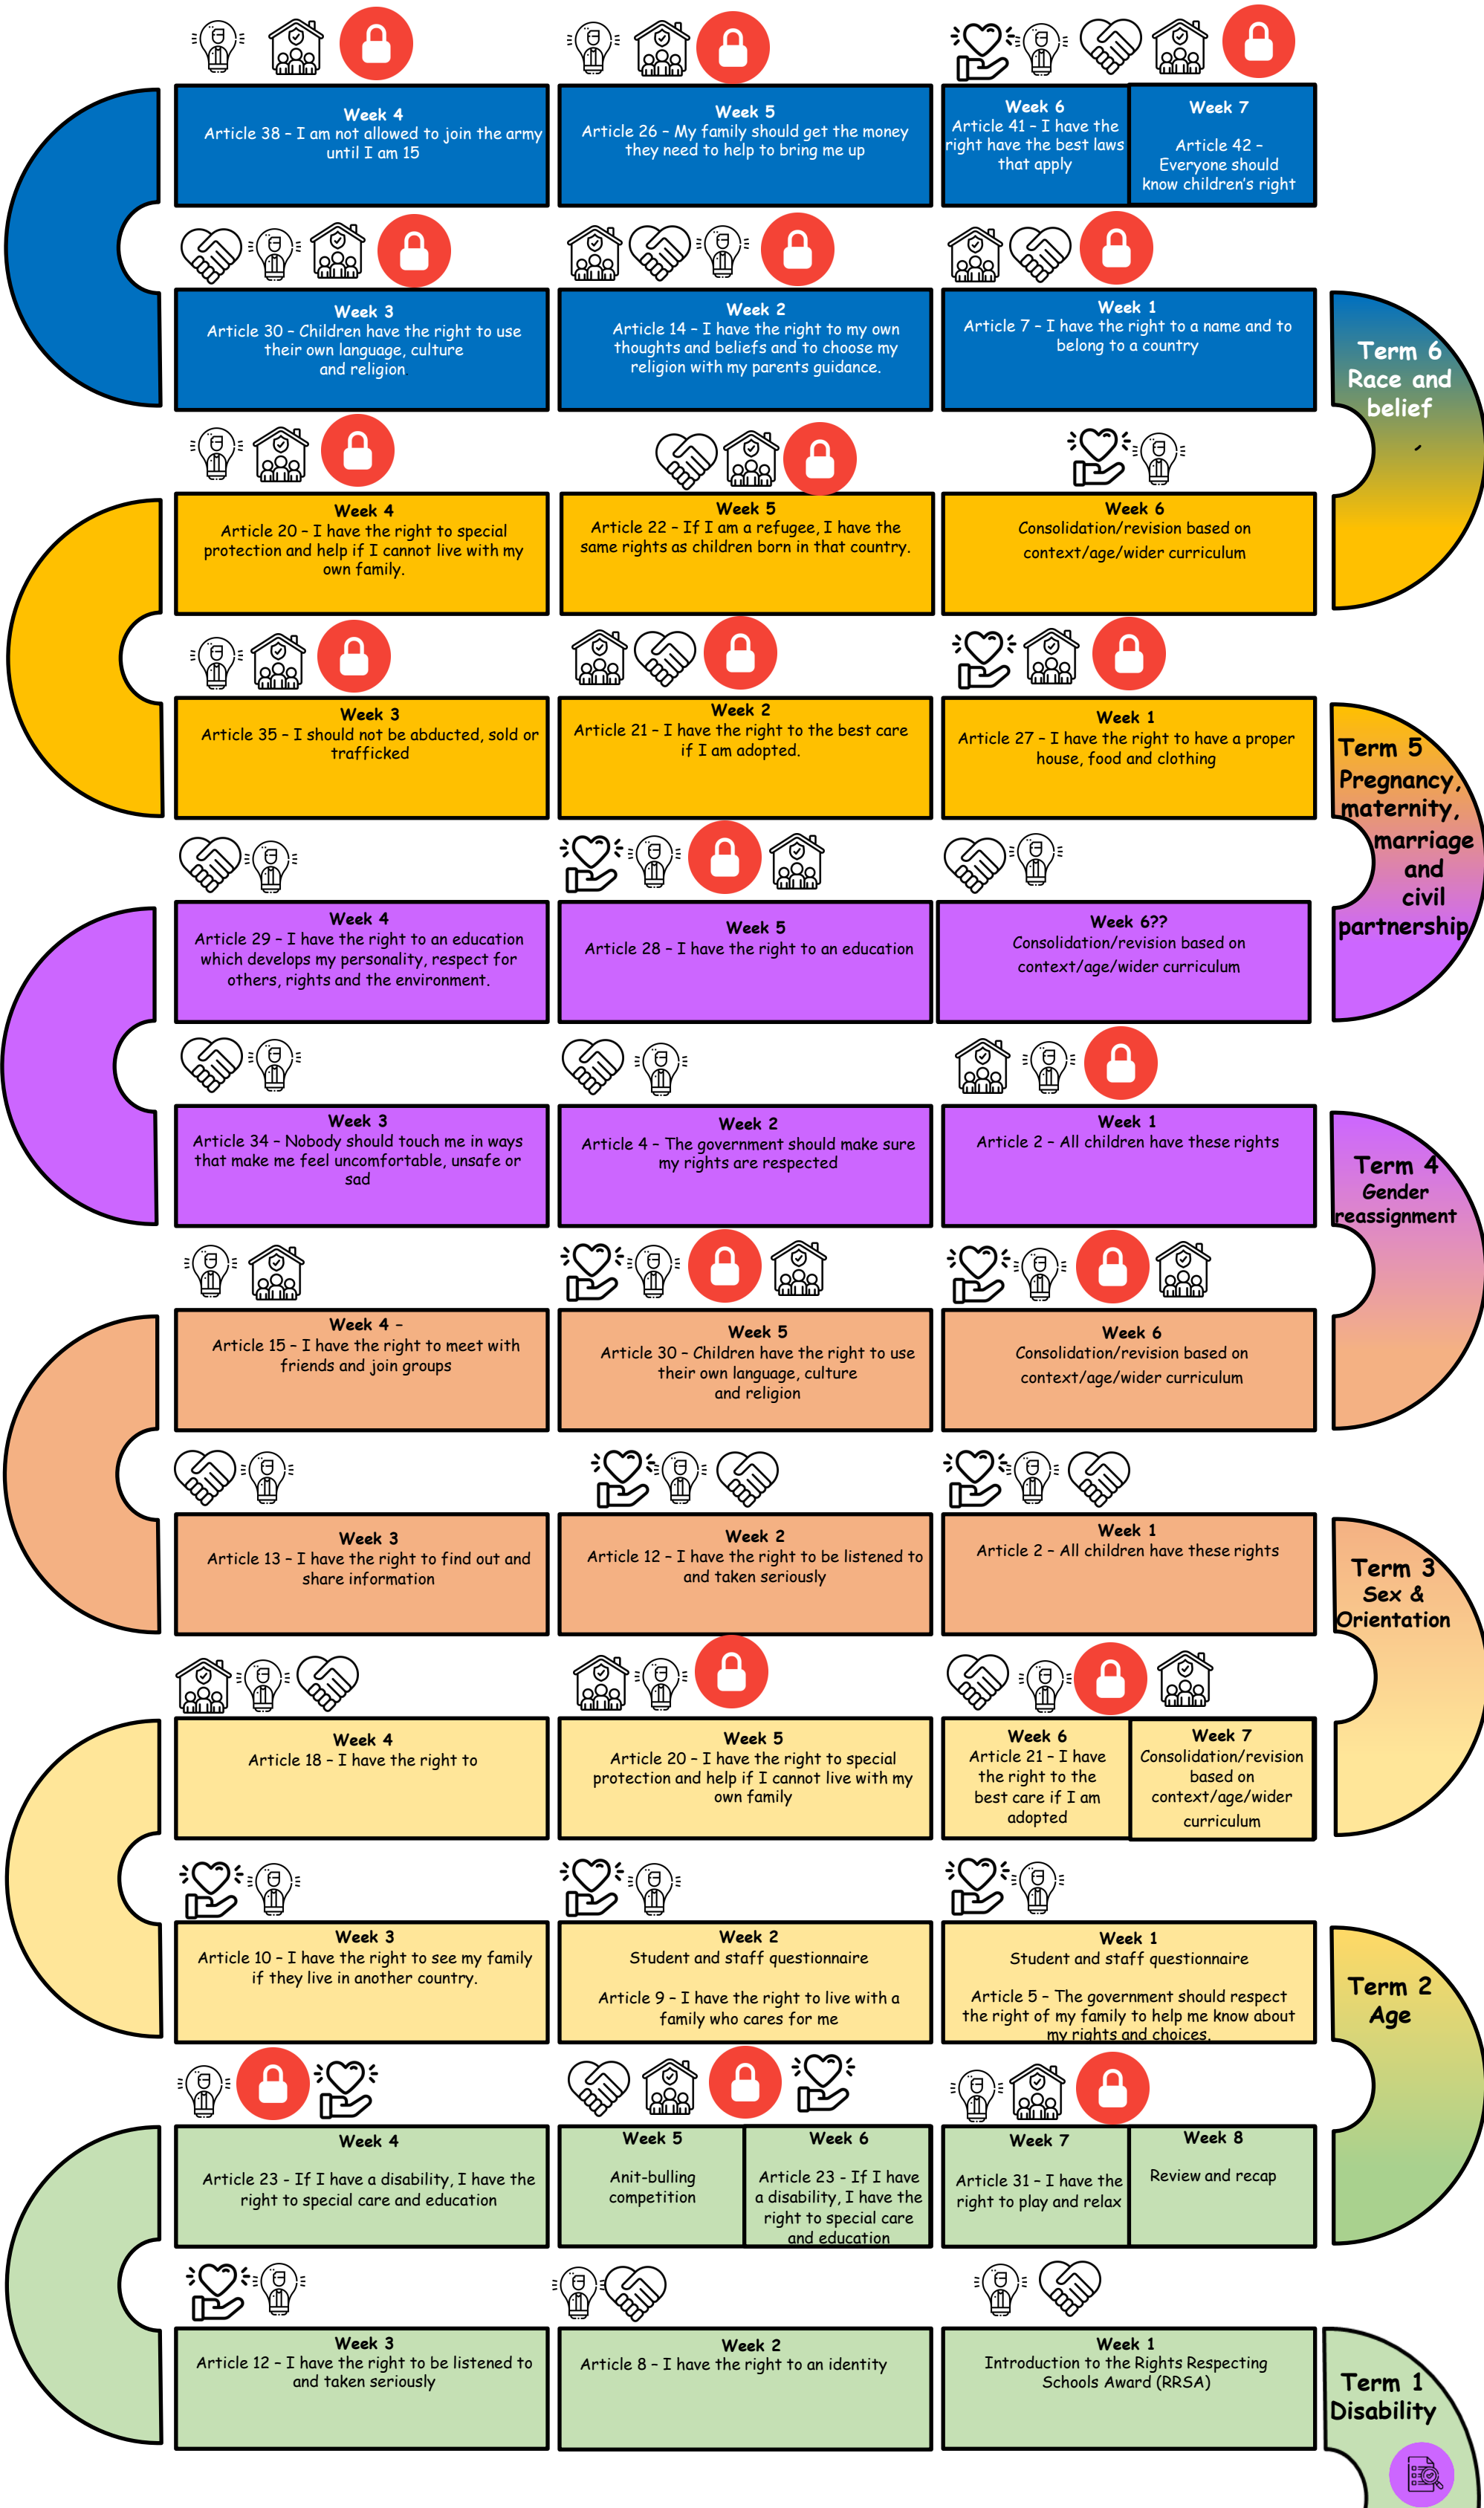 Week 4
Article 38 – I am not allowed to join the army
until I am 15
Week 5
Article 26 – My family should get the money
they need to help to bring me up
Week 6
Article 41 – I have the
right have the best laws
that apply
Week 7
Article 42 –
Everyone should
know children's right
Week 3
Article 30 – Children have the right to use
their own language, culture
and religion.
Week 2
Article 14 – I have the right to my own
thoughts and beliefs and to choose my
religion with my parents guidance.
Week 1
Article 7 – I have the right to a name and to
belong to a country
Term 6
Race and
belief
Week 4
Article 20 – I have the right to special
protection and help if I cannot live with my
own family.
Week 5
Article 22 – If I am a refugee, I have the
same rights as children born in that country.
Week 6
Consolidation/revision based on
context/age/wider curriculum
Week 3
Article 35 – I should not be abducted, sold or
trafficked
Week 2
Article 21 – I have the right to the best care
if I am adopted.
Week 1
Article 27 – I have the right to have a proper
house, food and clothing
Term 5
Pregnancy,
maternity,
marriage
and
civil
partnership
Week 4
Article 29 – I have the right to an education
which develops my personality, respect for
others, rights and the environment.
Week 5
Article 28 – I have the right to an education
Week 6??
Consolidation/revision based on
context/age/wider curriculum
Week 3
Article 34 – Nobody should touch me in ways
that make me feel uncomfortable, unsafe or
sad
Week 2
Article 4 – The government should make sure
my rights are respected
Week 1
Article 2 – All children have these rights
Term 4
Gender
reassignment
Week 4 –
Article 15 – I have the right to meet with
friends and join groups
Week 5
Article 30 – Children have the right to use
their own language, culture
and religion
Week 6
Consolidation/revision based on
context/age/wider curriculum
Week 3
Article 13 – I have the right to find out and
share information
Week 2
Article 12 – I have the right to be listened to
and taken seriously
Week 1
Article 2 – All children have these rights
Term 3
Sex &
Orientation
Week 4
Article 18 – I have the right to
Week 5
Article 20 – I have the right to special
protection and help if I cannot live with my
own family
Week 6
Article 21 – I have
the right to the
best care if I am
adopted
Week 7
Consolidation/revision
based on
context/age/wider
curriculum
Week 3
Article 10 – I have the right to see my family
if they live in another country.
Week 2
Student and staff questionnaire
Article 9 – I have the right to live with a
family who cares for me
Week 1
Student and staff questionnaire
Article 5 – The government should respect
the right of my family to help me know about
my rights and choices.
Term 2
Age
Week 4
Article 23 - If I have a disability, I have the
right to special care and education
Week 5
Anit-bulling
competition
Week 6
Article 23 - If I have
a disability, I have the
right to special care
and education
Week 7
Article 31 – I have the
right to play and relax
Week 8
Review and recap
Week 3
Article 12 – I have the right to be listened to
and taken seriously
Week 2
Article 8 – I have the right to an identity
Week 1
Introduction to the Rights Respecting
Schools Award (RRSA)
Term 1
Disability